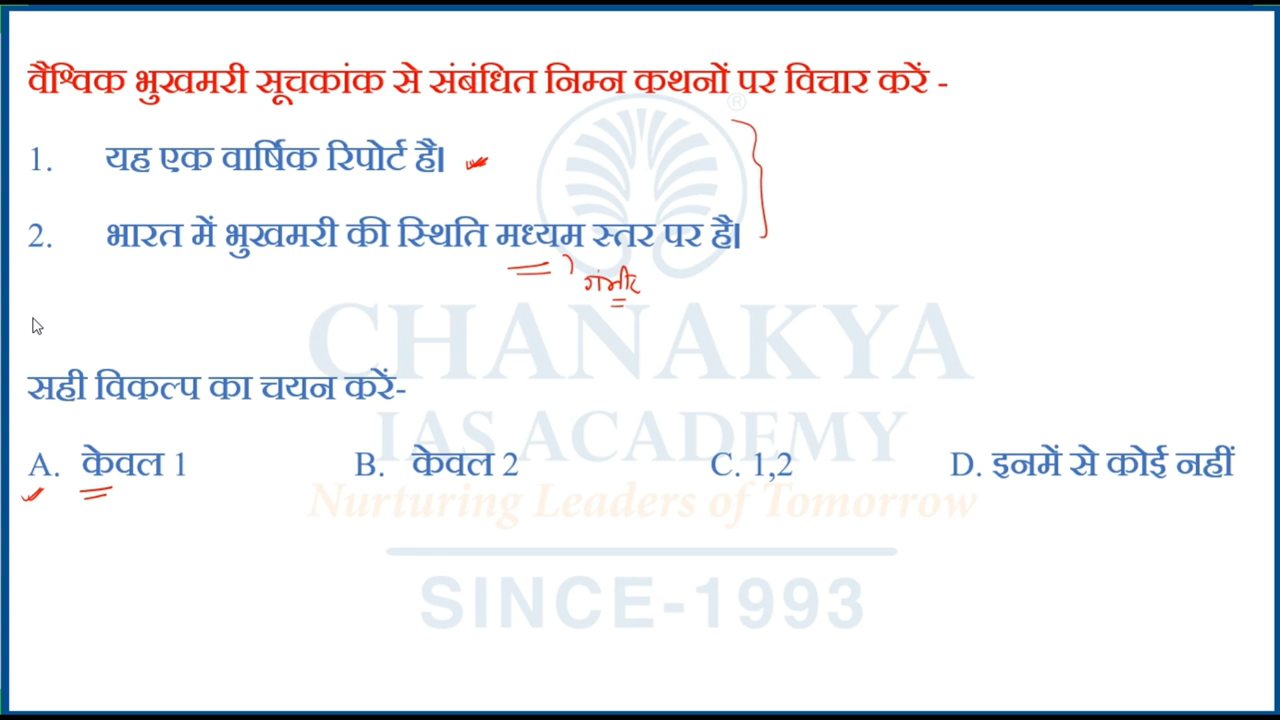 वैश्विक भुखमरी सूचकांक से संबंधित निम्न कथनों पर विचार करें -
1. यह एक वार्षिक रिपोर्ट है।
2. भारत में भुखमरी की स्थिति मध्यम स्तर पर है।
गंभीर
सही विकल्प का चयन करें-
A. केवल 1 B. केवल 2 C. 1,2 D. इनमें से कोई नहीं
®
CHANAKYA
IAS ACADEMY
Nurturing Leaders of Tomorrow
SINCE-1993